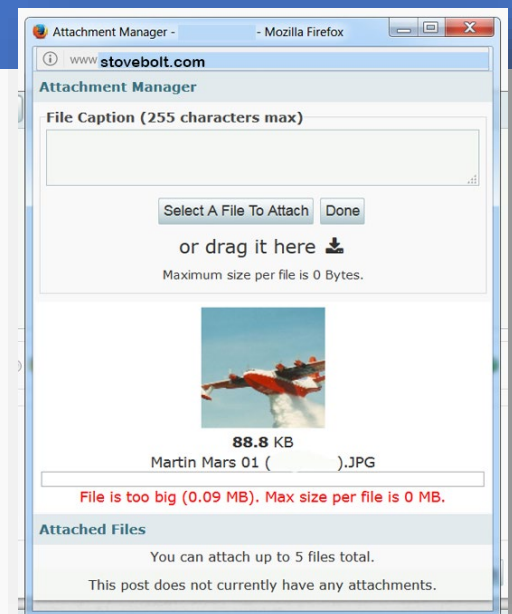 Attachment Manager - - Mozilla Firefox
www stovebolt.com
Attachment Manager
File Caption (255 characters max)
Select A File To Attach Done
or drag it here
Maximum size per file is 0 Bytes.
88.8 KB
Martin Mars 01 ( ).JPG
File is too big (0.09 MB). Max size per file is 0 MB.
Attached Files
You can attach up to 5 files total.
This post does not currently have any attachments.